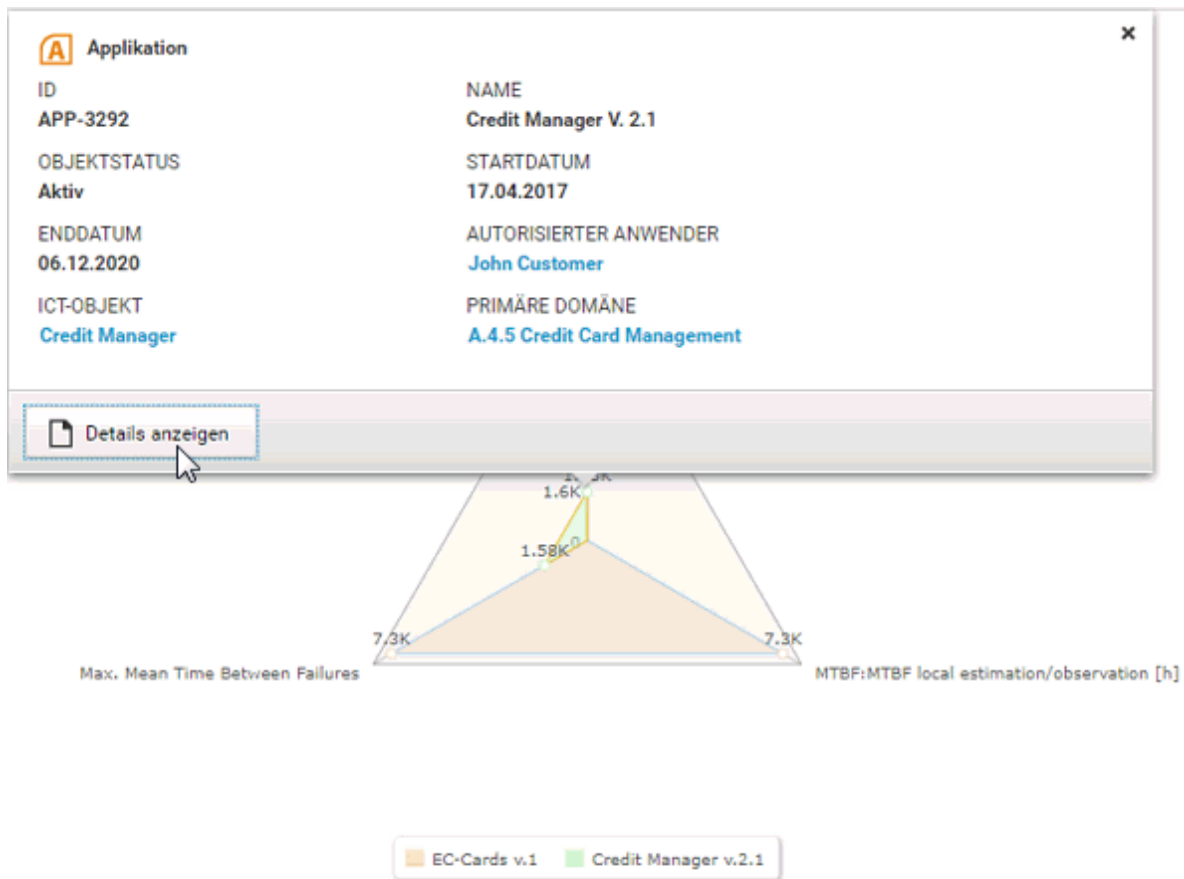 Applikation
ID
APP-3292
NAME
Credit Manager V. 2.1
OBJEKTSTATUS
Aktiv
STARTDATUM
17.04.2017
ENDDATUM
06.12.2020
AUTORISIERTER ANWENDER
John Customer
ICT-OBJEKT
Credit Manager
PRIMÄRE DOMÄNE
A.4.5 Credit Card Management
Details anzeigen
1.6K
1.58K
0
7.3K
7.3K
Max. Mean Time Between Failures
MTBF:MTBF local estimation/observation [h]
EC-Cards v.1
Credit Manager v.2.1